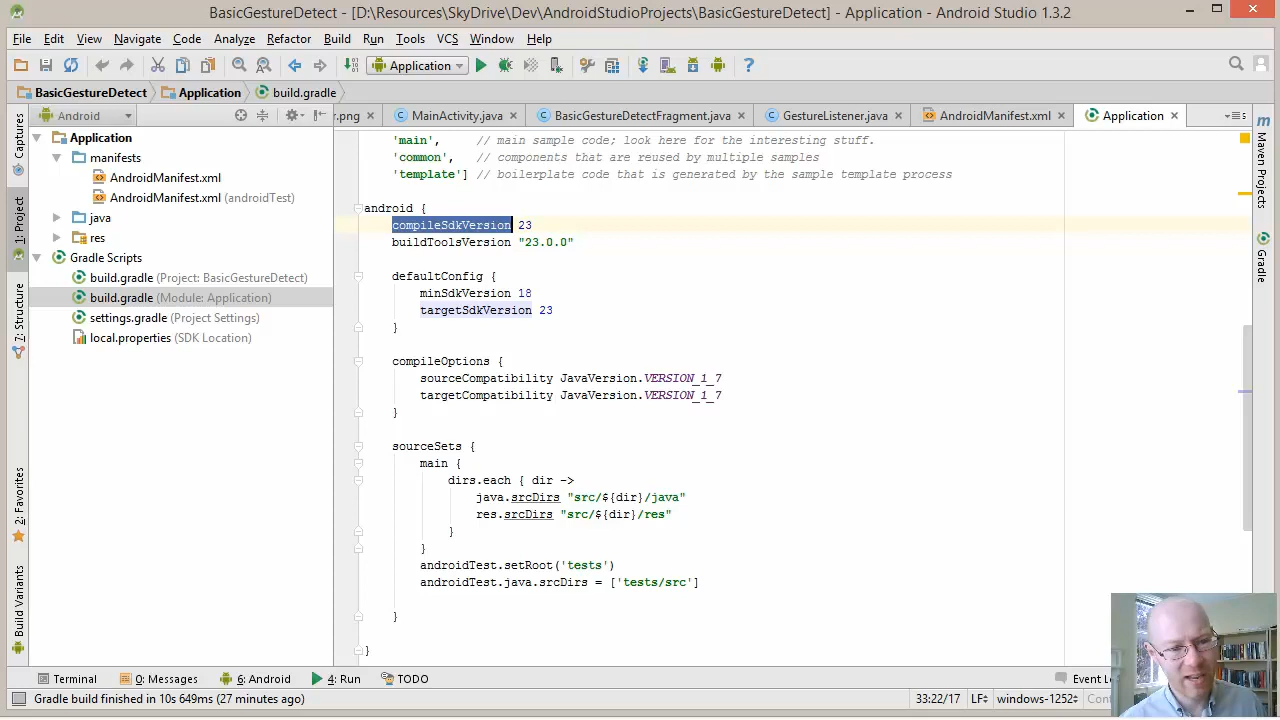 BasicGestureDetect - [D:\Resources\SkyDrive\Dev\AndroidStudioProjects\BasicGestureDetect] - Application - Android Studio 1.3.2
File Edit View Navigate Code Analyze Refactor Build Run Tools VCS Window Help
Application
BasicGestureDetect Application build.gradle
Android
.png MainActivity.java BasicGestureDetectFragment.java GestureListener.java AndroidManifest.xml Application
Captures
1: Project
7: Structure
2: Favorites
Build Variants
Application
manifests
AndroidManifest.xml
AndroidManifest.xml (androidTest)
java
res
Gradle Scripts
build.gradle (Project: BasicGestureDetect)
build.gradle (Module: Application)
settings.gradle (Project Settings)
local.properties (SDK Location)
'main', // main sample code; look here for the interesting stuff.
'common', // components that are reused by multiple samples
'template'] // boilerplate code that is generated by the sample template process
android {
compileSdkVersion 23
buildToolsVersion "23.0.0"
defaultConfig {
minSdkVersion 18
targetSdkVersion 23
}
compileOptions {
sourceCompatibility JavaVersion.VERSION_1_7
targetCompatibility JavaVersion.VERSION_1_7
}
sourceSets {
main {
dirs.each { dir ->
java.srcDirs "src/${dir}/java"
res.srcDirs "src/${dir}/res"
}
}
androidTest.setRoot('tests')
androidTest.java.srcDirs = ['tests/src']
}
}
Maven Projects
Gradle
Terminal 0: Messages 6: Android 4: Run TODO Event
Gradle build finished in 10s 649ms (27 minutes ago) 33:22/17 LF windows-1252